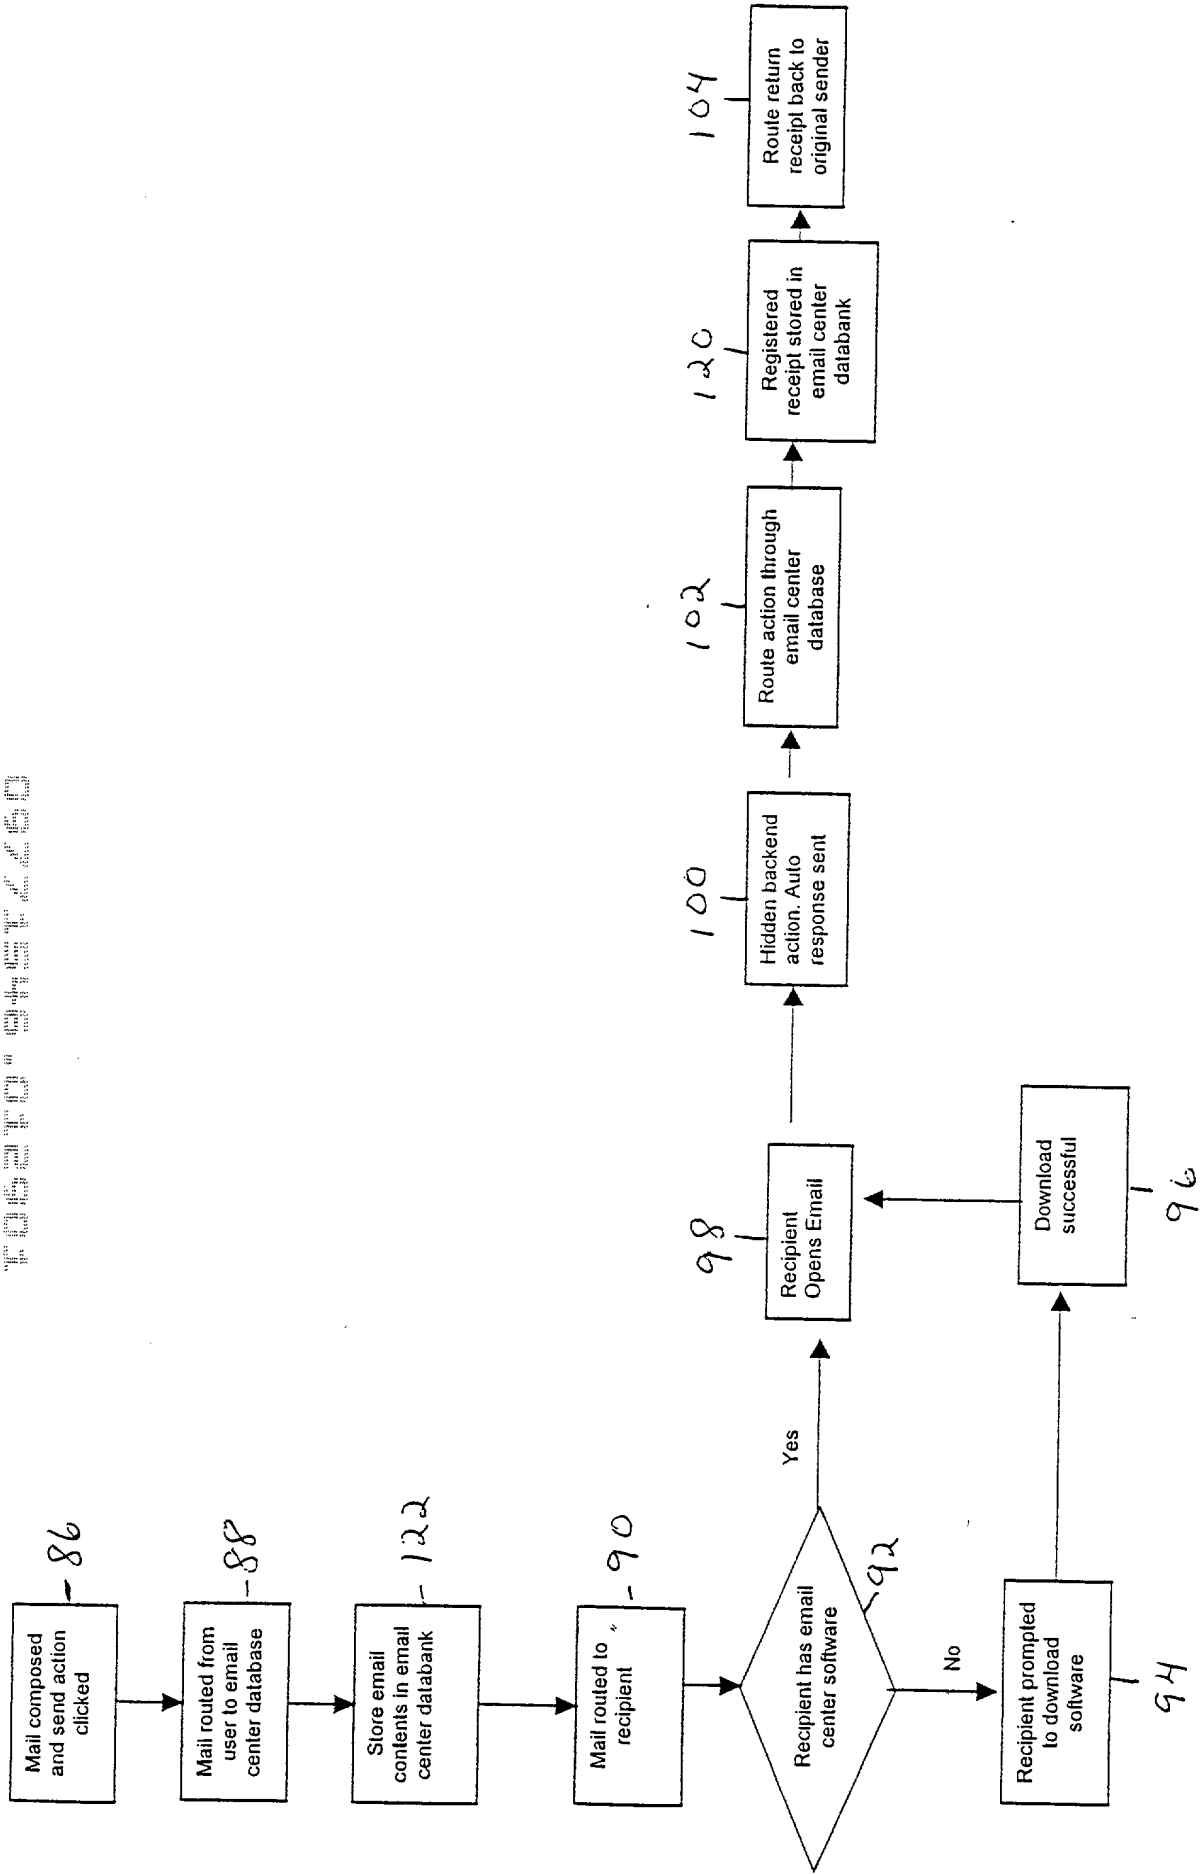 Mail composed
and send action
clicked
- 86
Mail routed from
user to email
center database
- 88
Store email
contents in email
center databank
- 122
Mail routed to
recipient
- 90
Recipient has email
center software
92
Yes
No
Recipient prompted
to download
software
94
Download
successful
96
Recipient
Opens Email
98
Hidden backend
action. Auto
response sent
100
Route action through
email center
database
102
Registered
receipt stored in
email center
databank
120
Route return
receipt back to
original sender
104